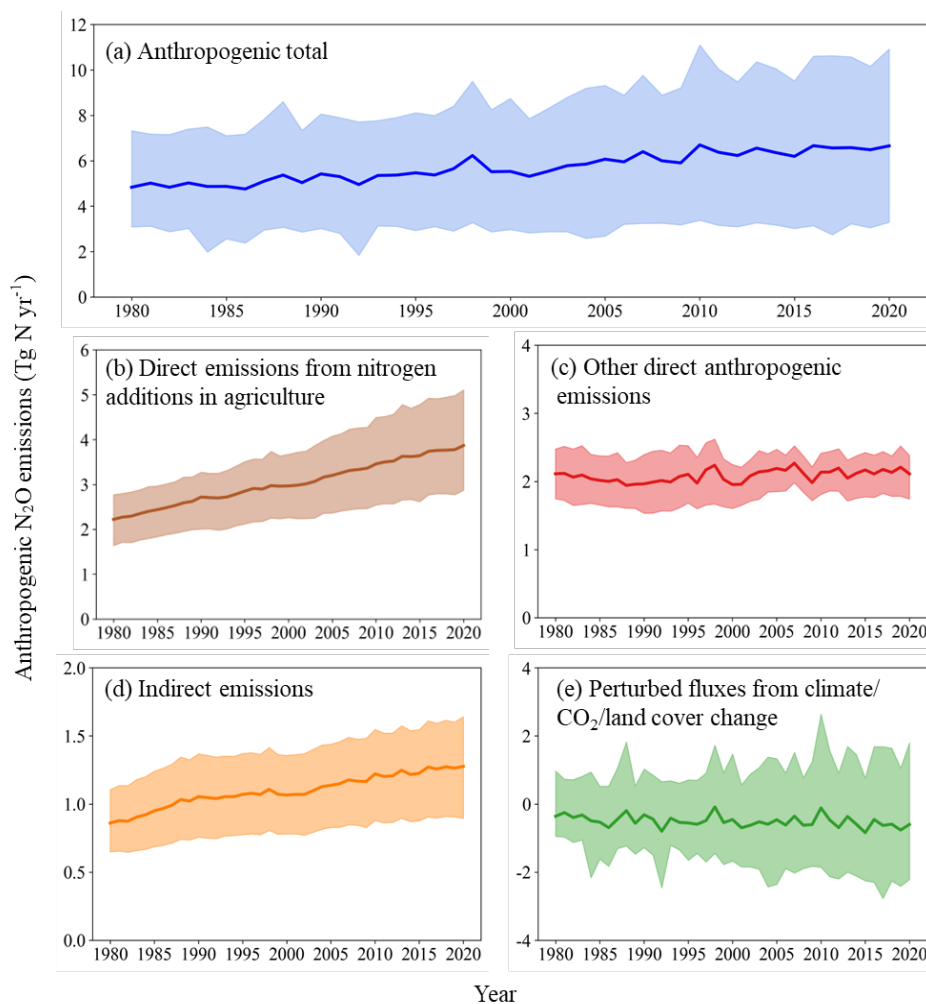 Anthropogenic N₂O emissions (Tg N yr⁻¹)
(a) Anthropogenic total
12
10
8
6
4
2
0
1980 1985 1990 1995 2000 2005 2010 2015 2020
(b) Direct emissions from nitrogen
additions in agriculture
6
5
4
3
2
1
0
1980 1985 1990 1995 2000 2005 2010 2015 2020
(c) Other direct anthropogenic
emissions
4
3
2
1
0
1980 1985 1990 1995 2000 2005 2010 2015 2020
(d) Indirect emissions
2.0
1.5
1.0
0.5
0.0
1980 1985 1990 1995 2000 2005 2010 2015 2020
(e) Perturbed fluxes from climate/
CO₂/land cover change
4
2
0
-2
-4
1980 1985 1990 1995 2000 2005 2010 2015 2020
Year